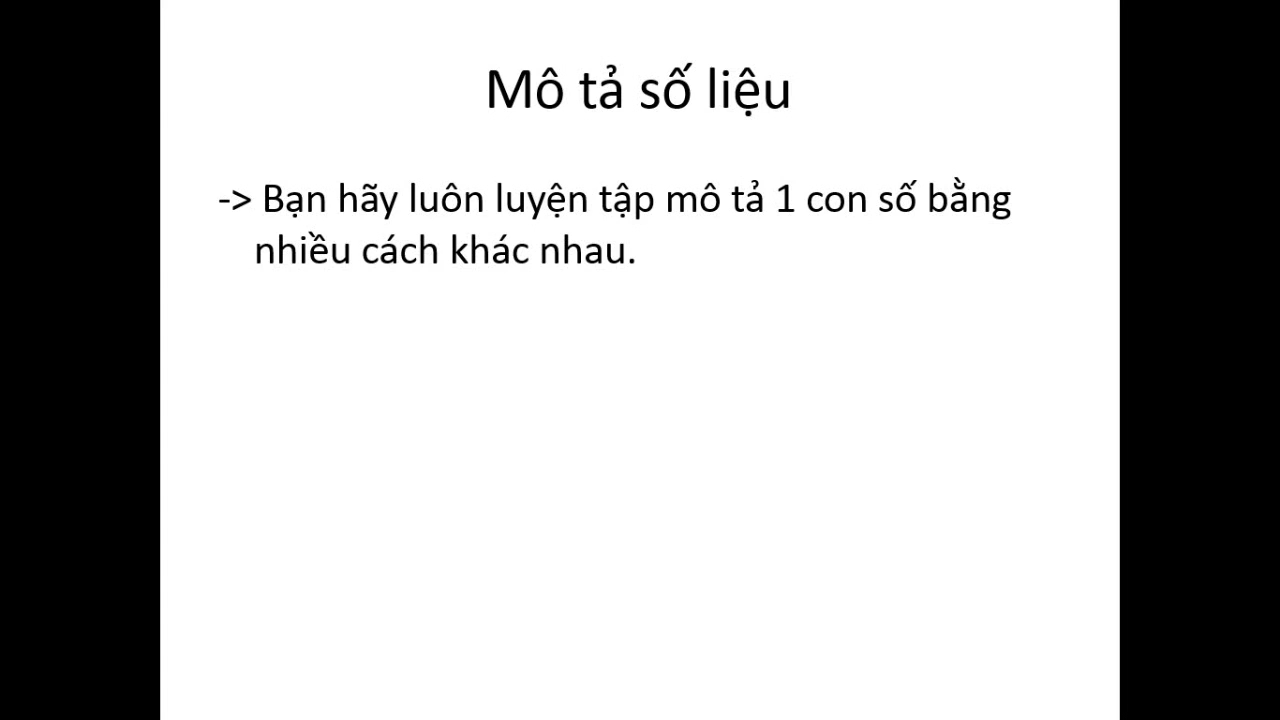 Mô tả số liệu
-> Bạn hãy luôn luyện tập mô tả 1 con số bằng
nhiều cách khác nhau.